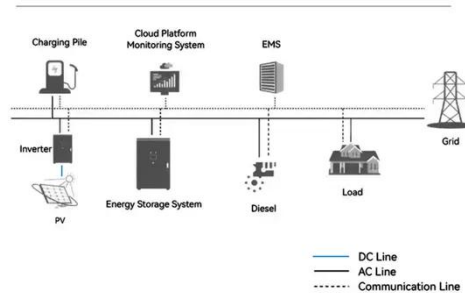 Charging Pile
Cloud Platform
Monitoring System
EMS
Grid
Inverter
PV
Energy Storage System
Diesel
Load
DC Line
AC Line
Communication Line